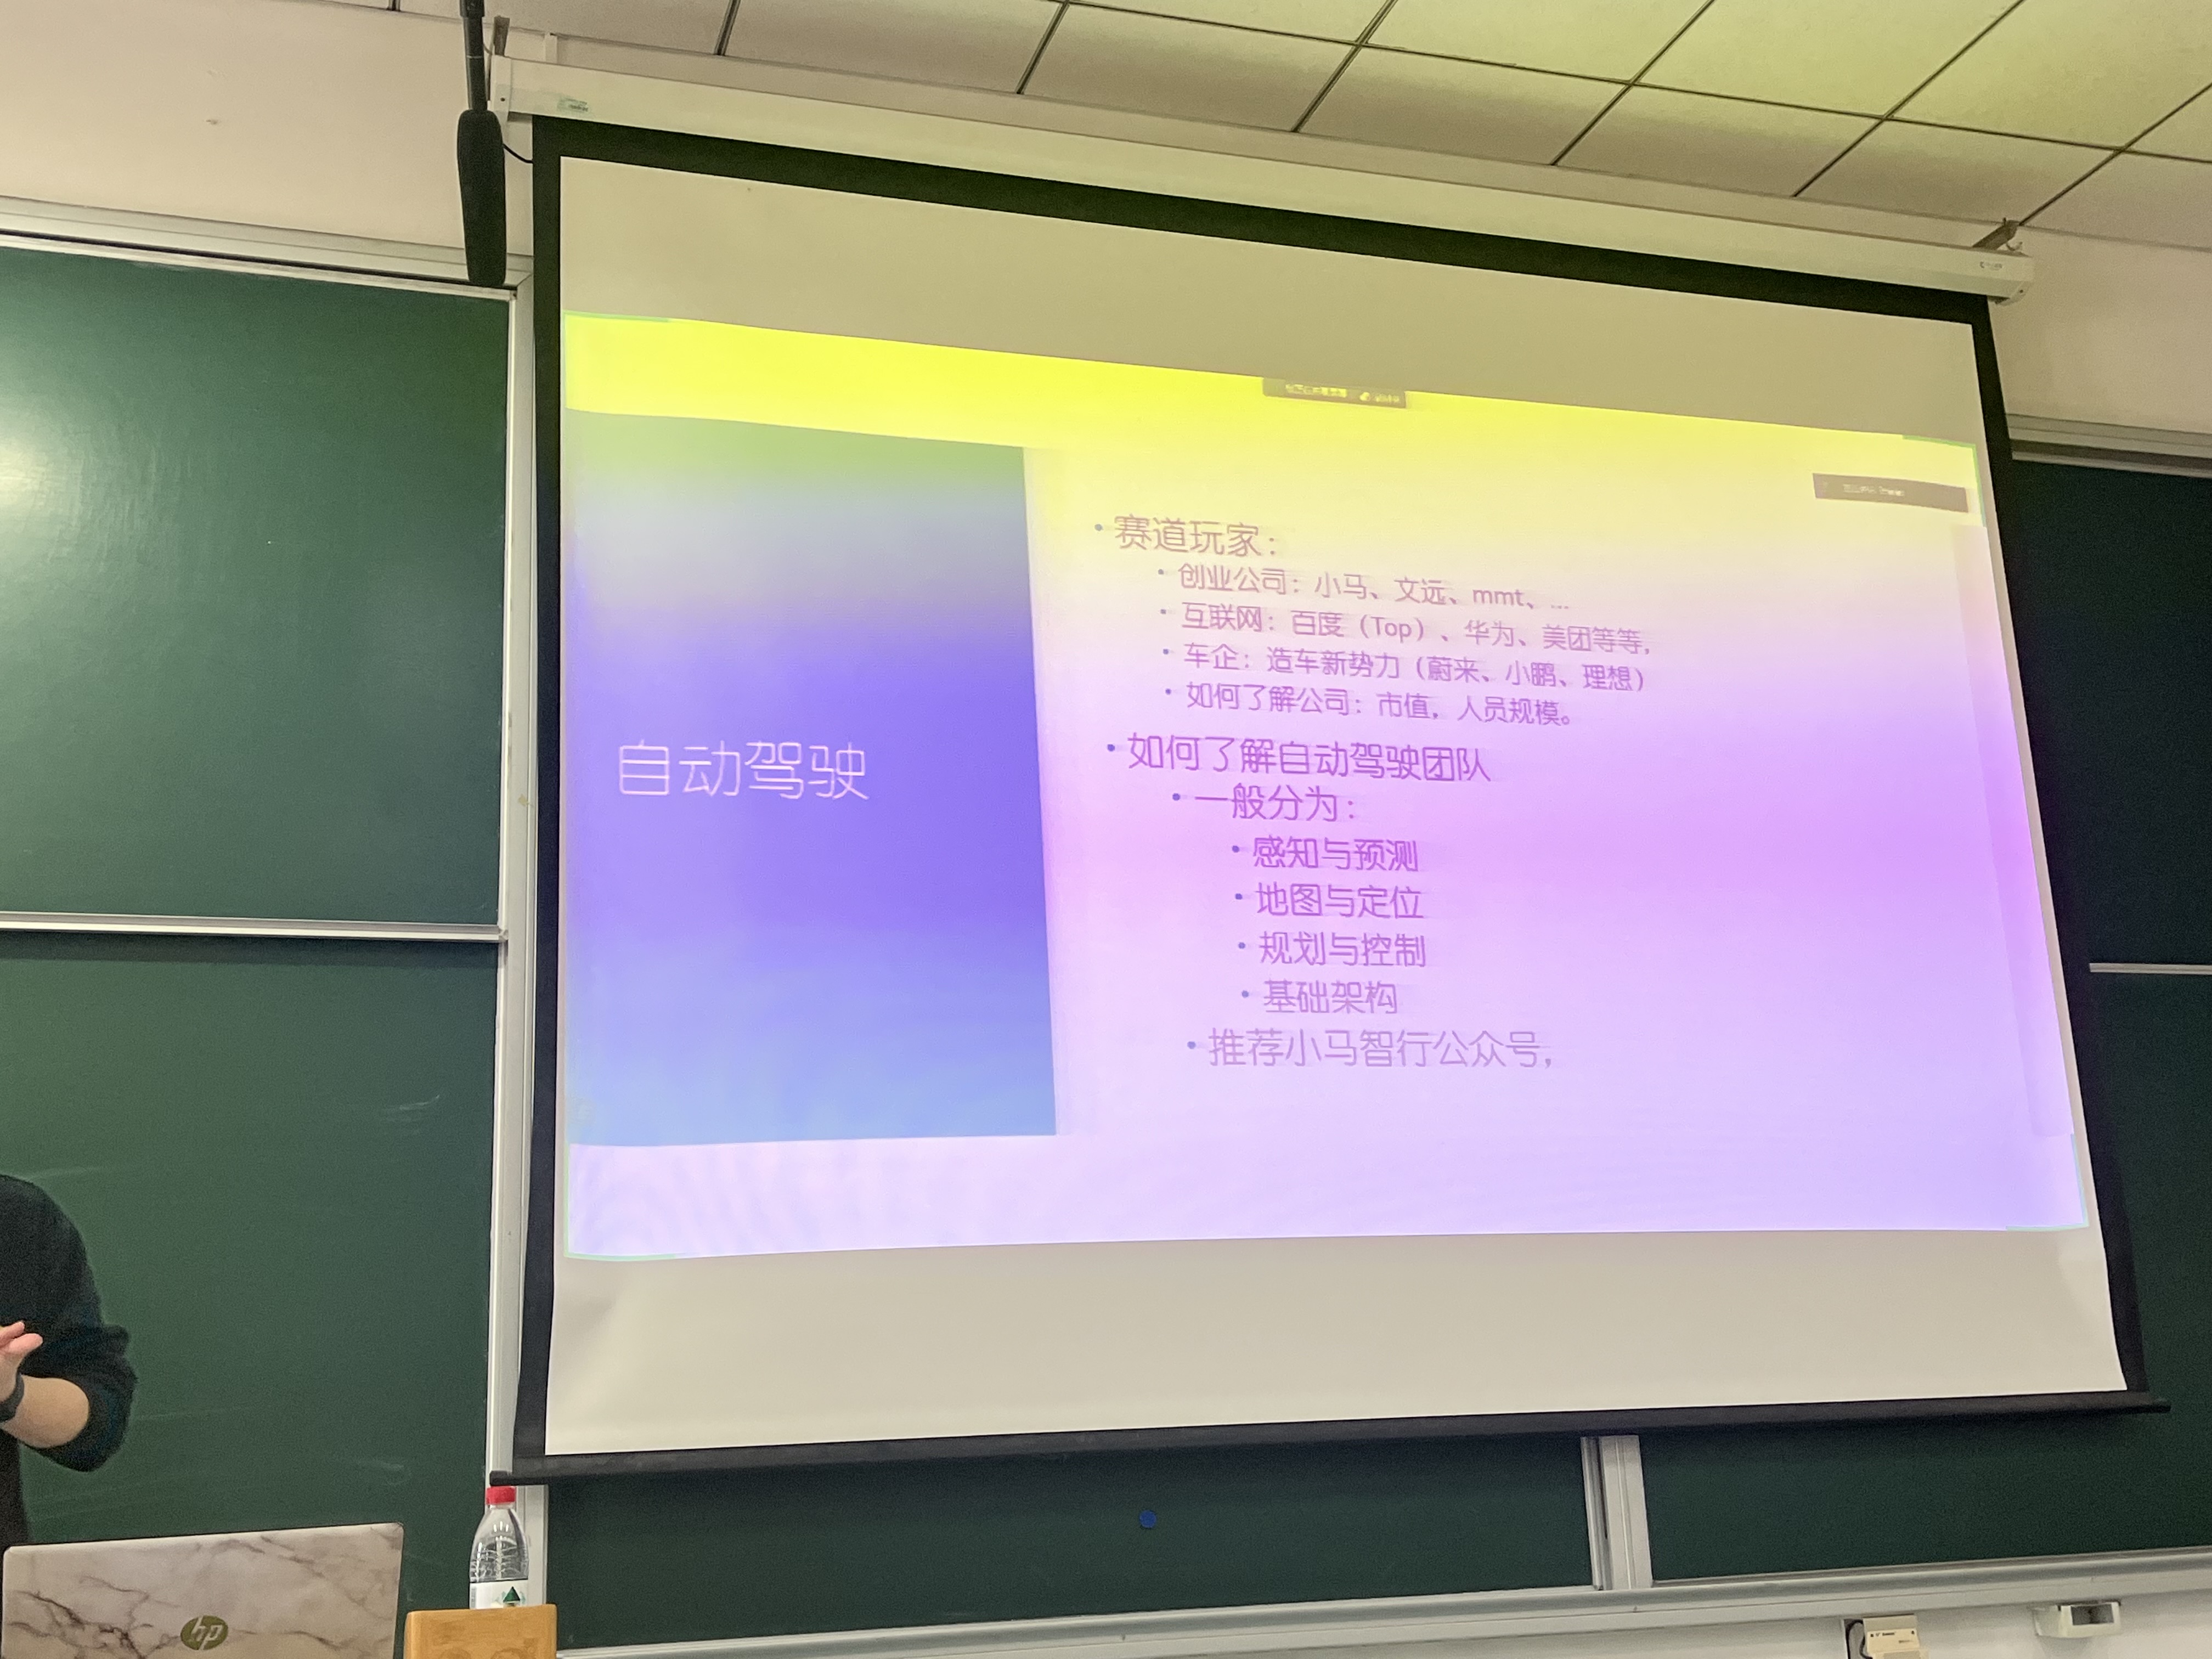 自动驾驶
• 赛道玩家：
• 创业公司：小马、文远、mmt、...
• 互联网：百度（Top）、华为、美团等等，
• 车企：造车新势力（蔚来、小鹏、理想）
• 如何了解公司：市值，人员规模。
• 如何了解自动驾驶团队
• 一般分为：
• 感知与预测
• 地图与定位
• 规划与控制
• 基础架构
• 推荐小马智行公众号，
hp